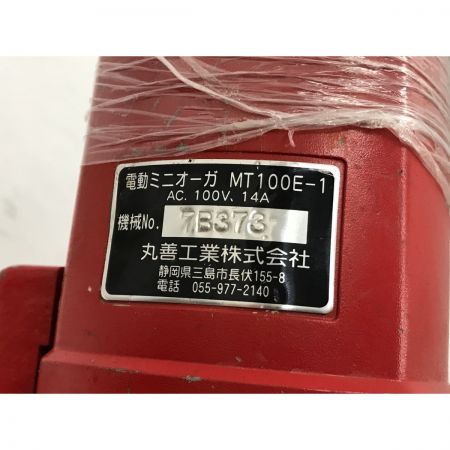 電動ミニオーガ MT100E-1
AC. 100V. 14A
機械No. 7B373
丸善工業株式会社
静岡県三島市長伏155-8
電話 055-977-2140